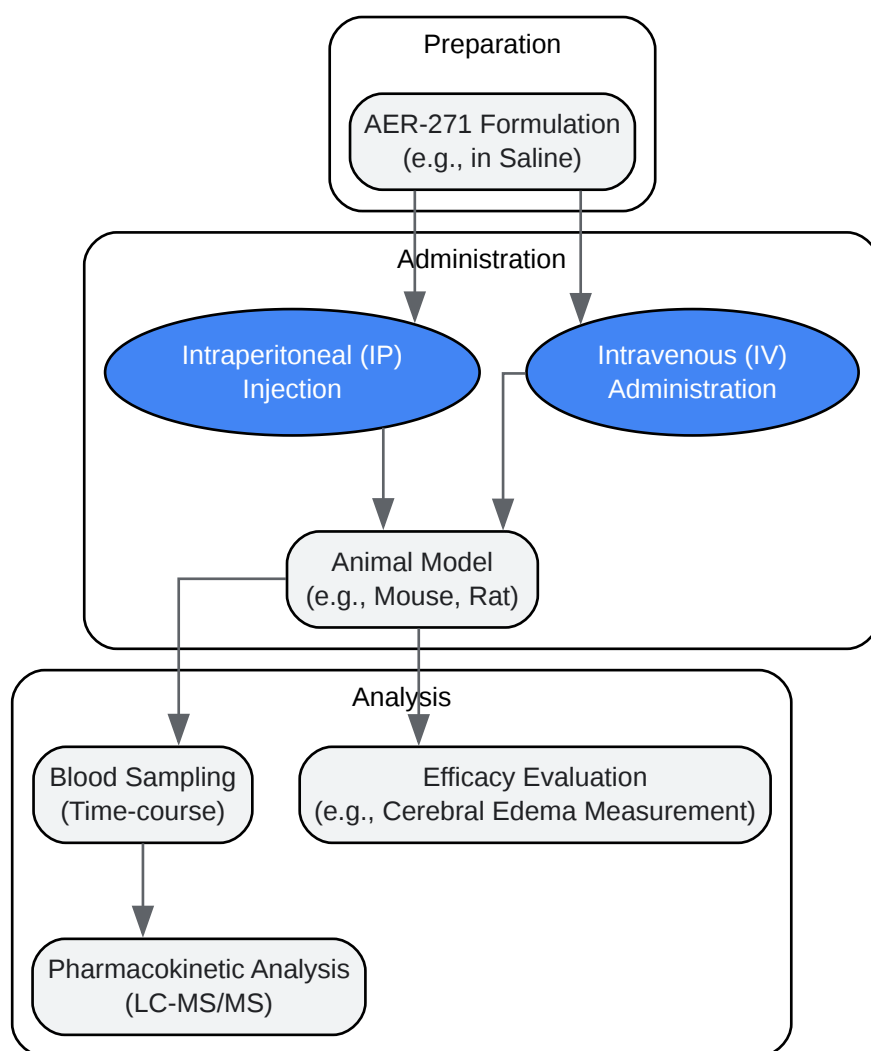 Preparation
AER-271 Formulation
(e.g., in Saline)
Administration
Intraperitoneal (IP)
Injection
Intravenous (IV)
Administration
Animal Model
(e.g., Mouse, Rat)
Analysis
Blood Sampling
(Time-course)
Efficacy Evaluation
(e.g., Cerebral Edema Measurement)
Pharmacokinetic Analysis
(LC-MS/MS)